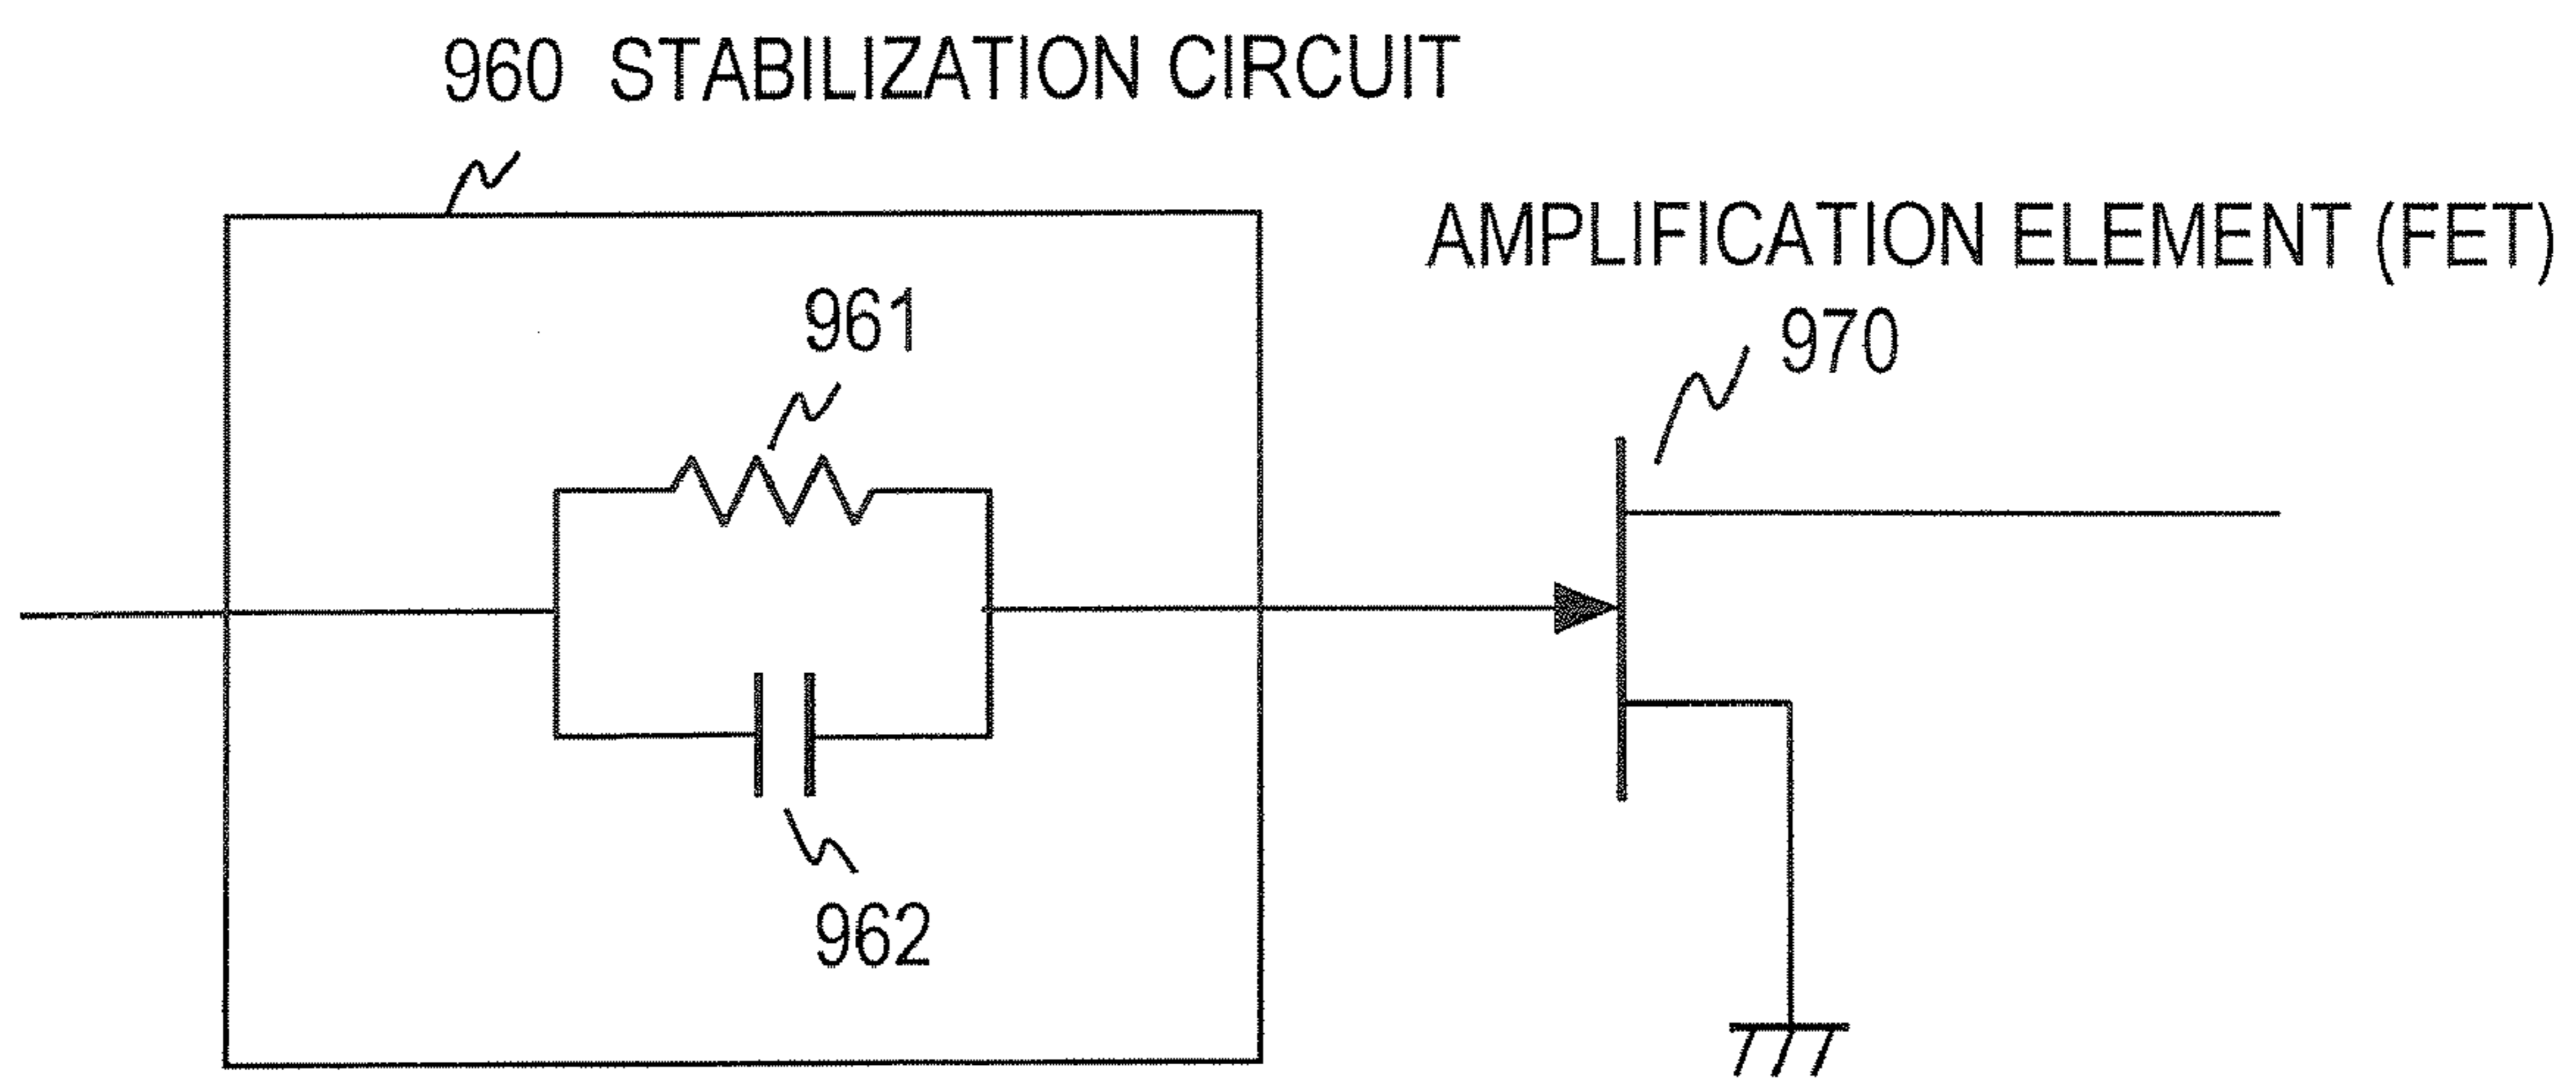 960 STABILIZATION CIRCUIT
AMPLIFICATION ELEMENT (FET)
961
970
962